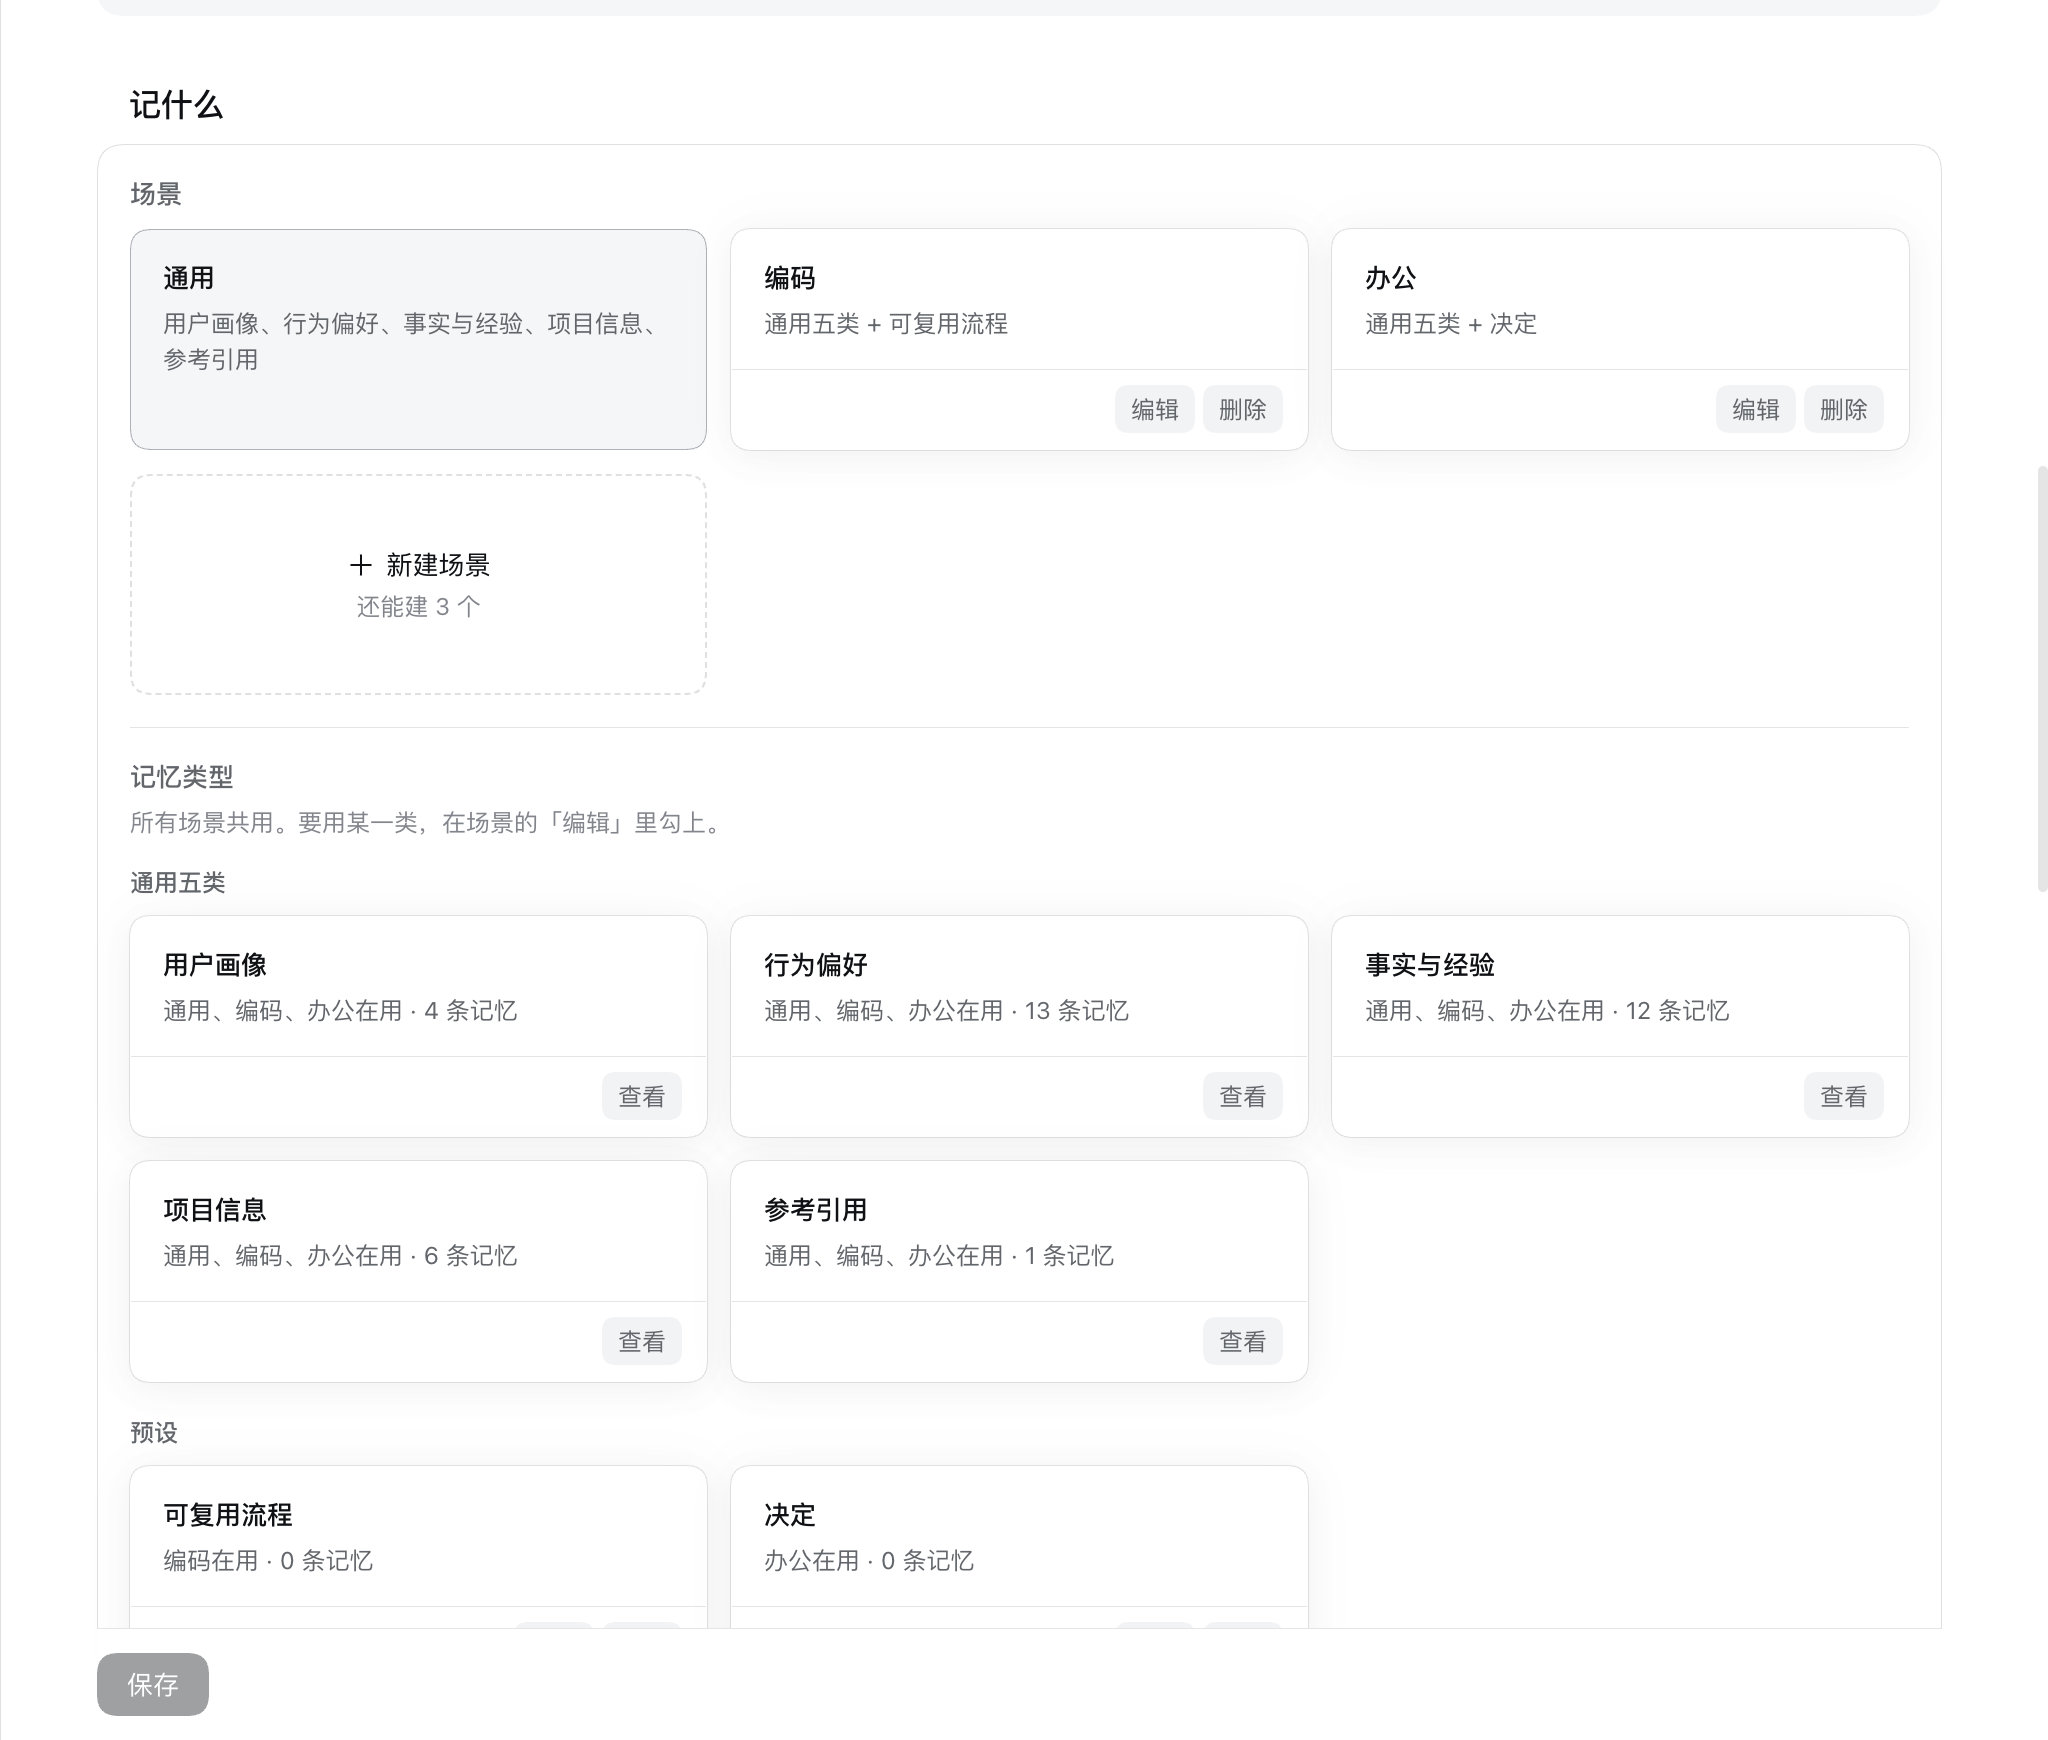 记什么
场景
通用
用户画像、行为偏好、事实与经验、项目信息、
参考引用
编码
通用五类 + 可复用流程
编辑
删除
办公
通用五类 + 决定
编辑
删除
新建场景
还能建 3 个
记忆类型
所有场景共用。要用某一类，在场景的「编辑」里勾上。
通用五类
用户画像
通用、编码、办公在用 · 4 条记忆
查看
行为偏好
通用、编码、办公在用 · 13 条记忆
查看
事实与经验
通用、编码、办公在用 · 12 条记忆
查看
项目信息
通用、编码、办公在用 · 6 条记忆
查看
参考引用
通用、编码、办公在用 · 1 条记忆
查看
预设
可复用流程
编码在用 · 0 条记忆
决定
办公在用 · 0 条记忆
保存